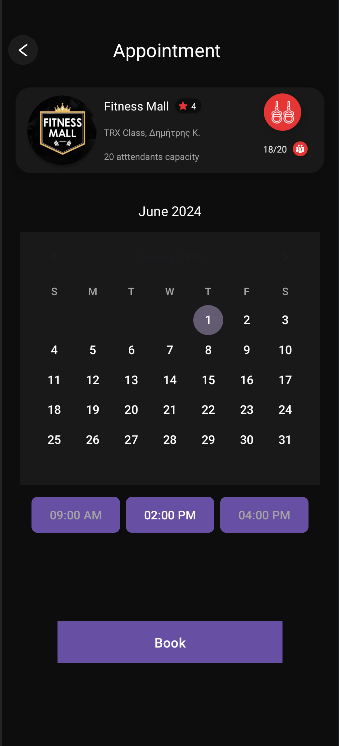 Appointment
Fitness Mall 4
FITNESS
MALL
TRX Class, Δημήτρης Κ.
20 atttendants capacity
18/20
June 2024
S M T W T F S
1 2 3
4 5 6 7 8 9 10
11 12 13 14 15 16 17
18 19 20 21 22 23 24
25 26 27 28 29 30 31
09:00 AM 02:00 PM 04:00 PM
Book